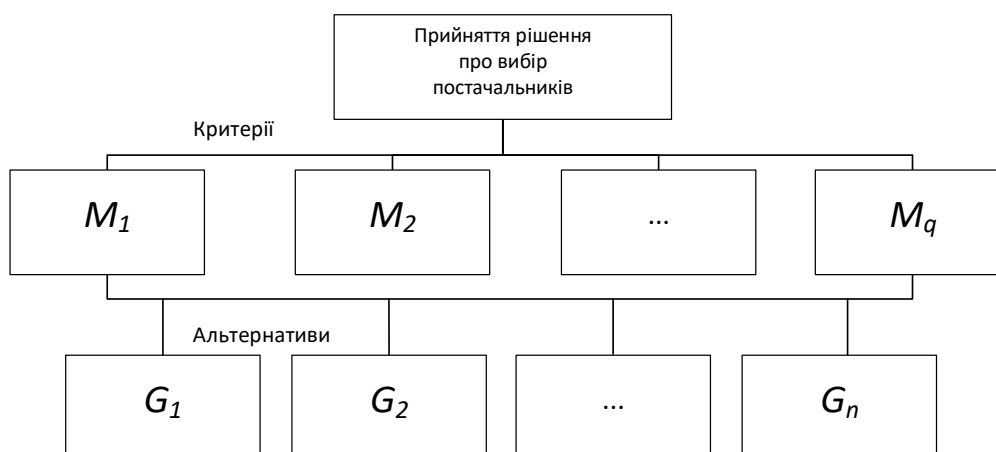 Прийняття рішення
про вибір
постачальників
Критерії
M1
M2
...
Mq
Альтернативи
G1
G2
...
Gn